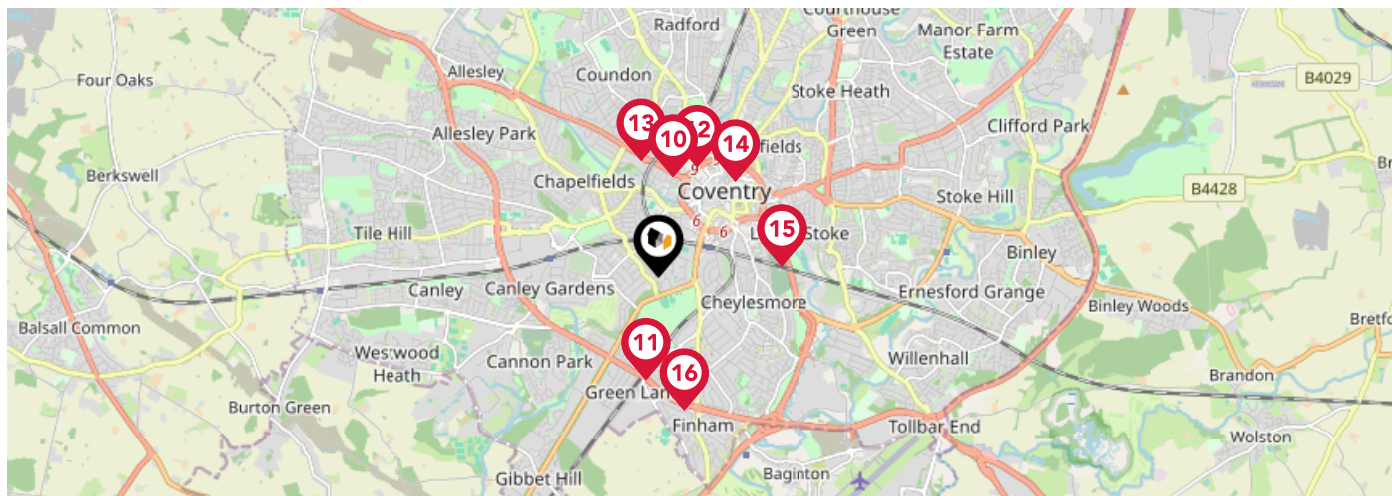 Radford
Courthouse
Green
Manor Farm
Estate
Four Oaks
Allesley
Coundon
B4029
Stoke Heath
Allesley Park
13
10
12
14
fields
Clifford Park
9
Berkswell
Chapelfields
Coventry
Stoke Hill
B4428
6
6
Tile Hill
15
L
Stoke
Binley
Canley
Canley Gardens
Cheylesmore
Ernesford Grange
Binley Woods
Balsall Common
Bretfo
11
Westwood
Heath
Cannon Park
Willenhall
16
Brandon
Green Lan
Burton Green
Finham
Tollbar End
Wolston
Gibbet Hill
Baginton